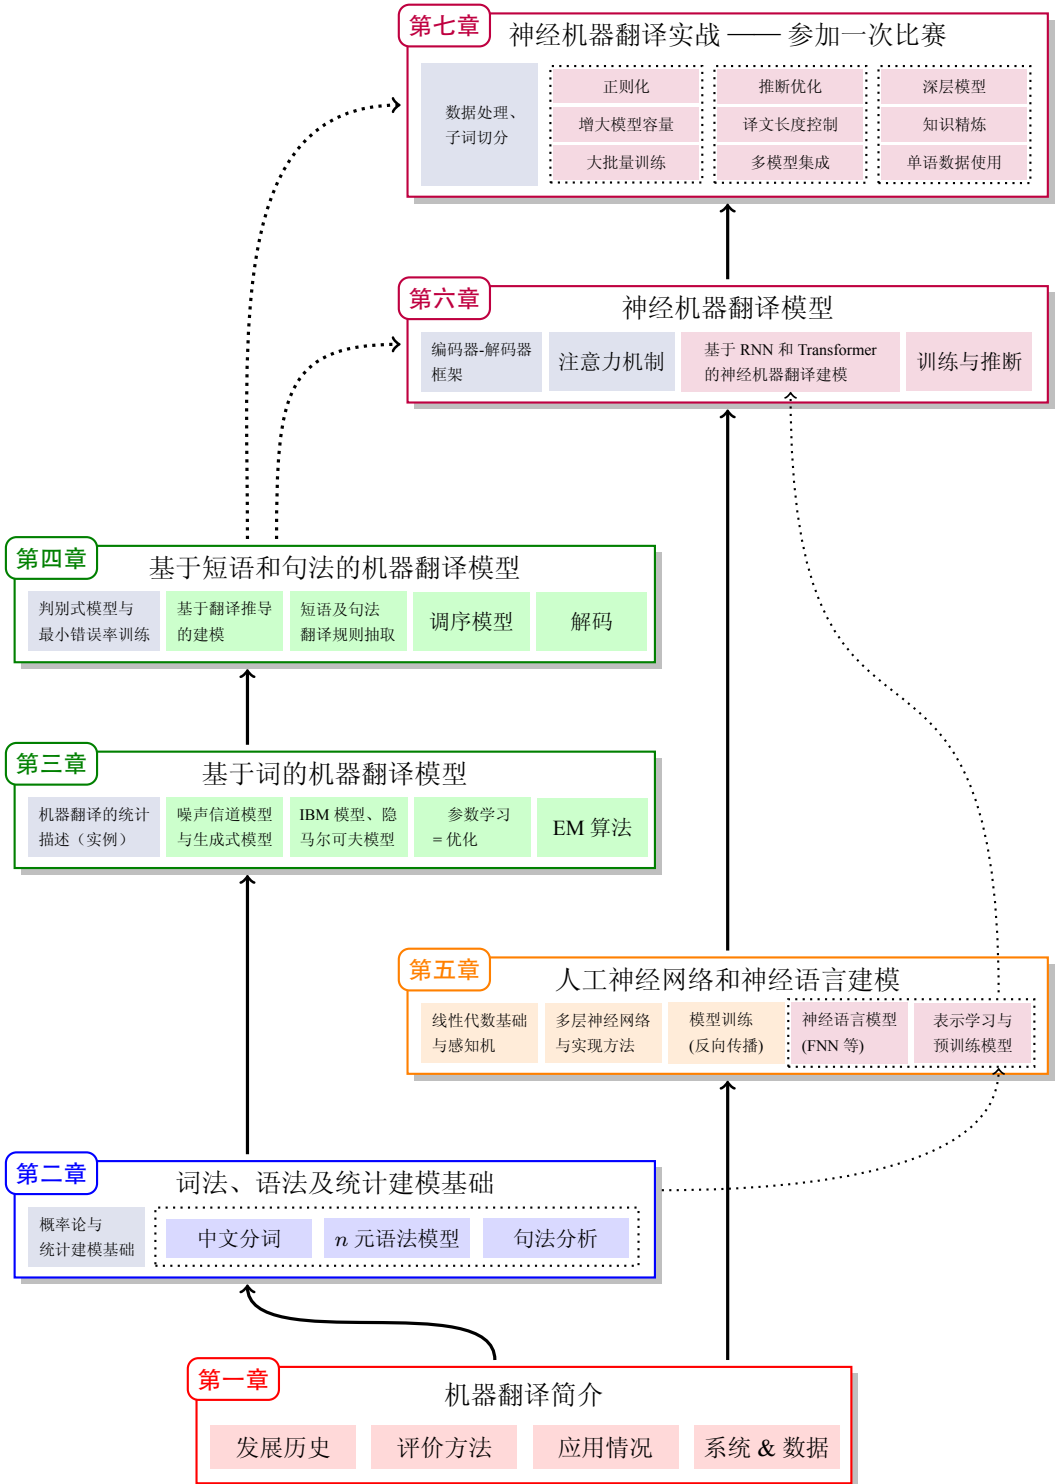 第七章
神经机器翻译实战 —— 参加一次比赛
数据处理、
子词切分
正则化
增大模型容量
大批量训练
推断优化
译文长度控制
多模型集成
深层模型
知识精炼
单语数据使用
第六章
神经机器翻译模型
编码器-解码器
框架
注意力机制
基于 RNN 和 Transformer
的神经机器翻译建模
训练与推断
第四章
基于短语和句法的机器翻译模型
判别式模型与
最小错误率训练
基于翻译推导
的建模
短语及句法
翻译规则抽取
调序模型
解码
第三章
基于词的机器翻译模型
机器翻译的统计
描述（实例）
噪声信道模型
与生成式模型
IBM 模型、隐
马尔可夫模型
参数学习
= 优化
EM 算法
第五章
人工神经网络和神经语言建模
线性代数基础
与感知机
多层神经网络
与实现方法
模型训练
(反向传播)
神经语言模型
(FNN 等)
表示学习与
预训练模型
第二章
词法、语法及统计建模基础
概率论与
统计建模基础
中文分词
n 元语法模型
句法分析
第一章
机器翻译简介
发展历史
评价方法
应用情况
系统 & 数据